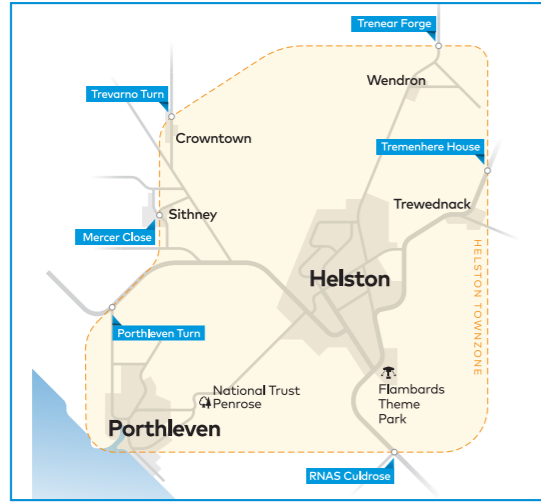 Trenear Forge
Wendron
Trevarno Turn
Crowntown
Tremenhere House
Trewednack
Sithney
Mercer Close
HELSTON TOWNZONE
Helston
Porthleven Turn
National Trust
Penrose
Flambards
Theme
Park
Porthleven
RNAS Culdrose